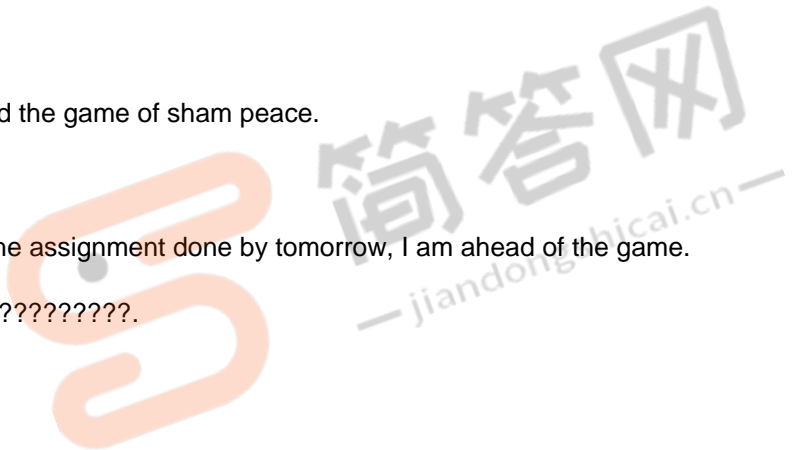 d the game of sham peace.
简答网
jiandongshicai.cn
ne assignment done by tomorrow, I am ahead of the game.
?????????.